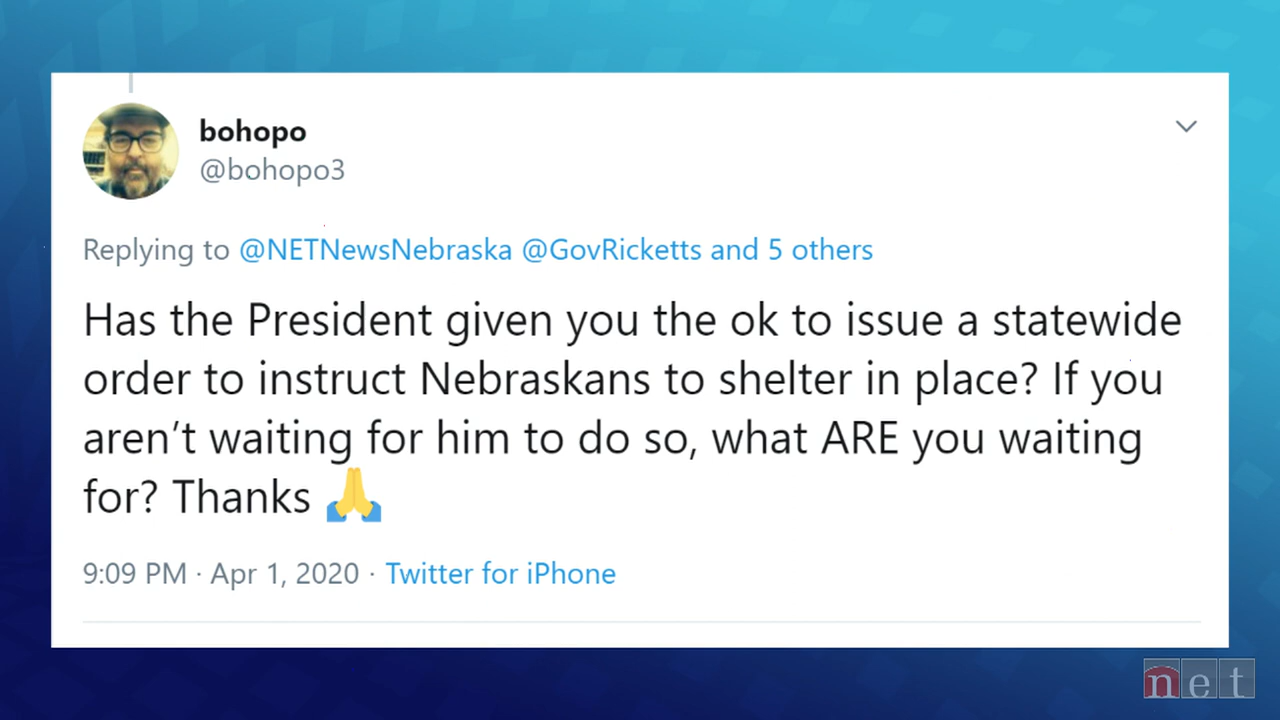 bohopo
@bohopo3
Replying to @NETNewsNebraska @GovRicketts and 5 others
Has the President given you the ok to issue a statewide
order to instruct Nebraskans to shelter in place? If you
aren’t waiting for him to do so, what ARE you waiting
for? Thanks 🙏
9:09 PM · Apr 1, 2020 · Twitter for iPhone
net